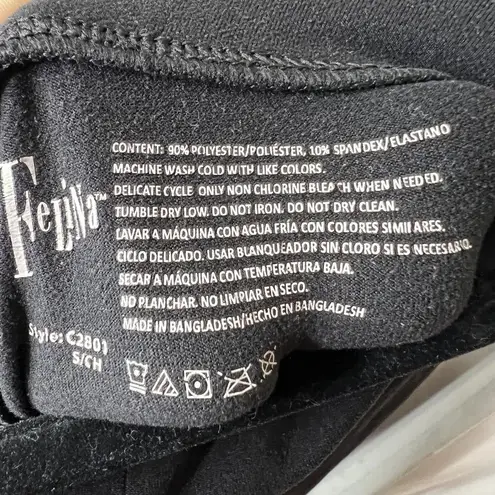 Felina™
Style: C2801
S/CH
CONTENT: 90% POLYESTER/POLIÉSTER, 10% SPANDEX/ELASTANO
MACHINE WASH COLD WITH LIKE COLORS.
DELICATE CYCLE ONLY NON CHLORINE BLEACH WHEN NEEDED.
TUMBLE DRY LOW. DO NOT IRON. DO NOT DRY CLEAN.
LAVAR A MÁQUINA CON AGUA FRÍA CON COLORES SIMILARES.
CICLO DELICADO. USAR BLANQUEADOR SIN CLORO SI ES NECESARIO.
SECAR A MÁQUINA CON TEMPERATURA BAJA.
NO PLANCHAR. NO LIMPIAR EN SECO.
MADE IN BANGLADESH/HECHO EN BANGLADESH